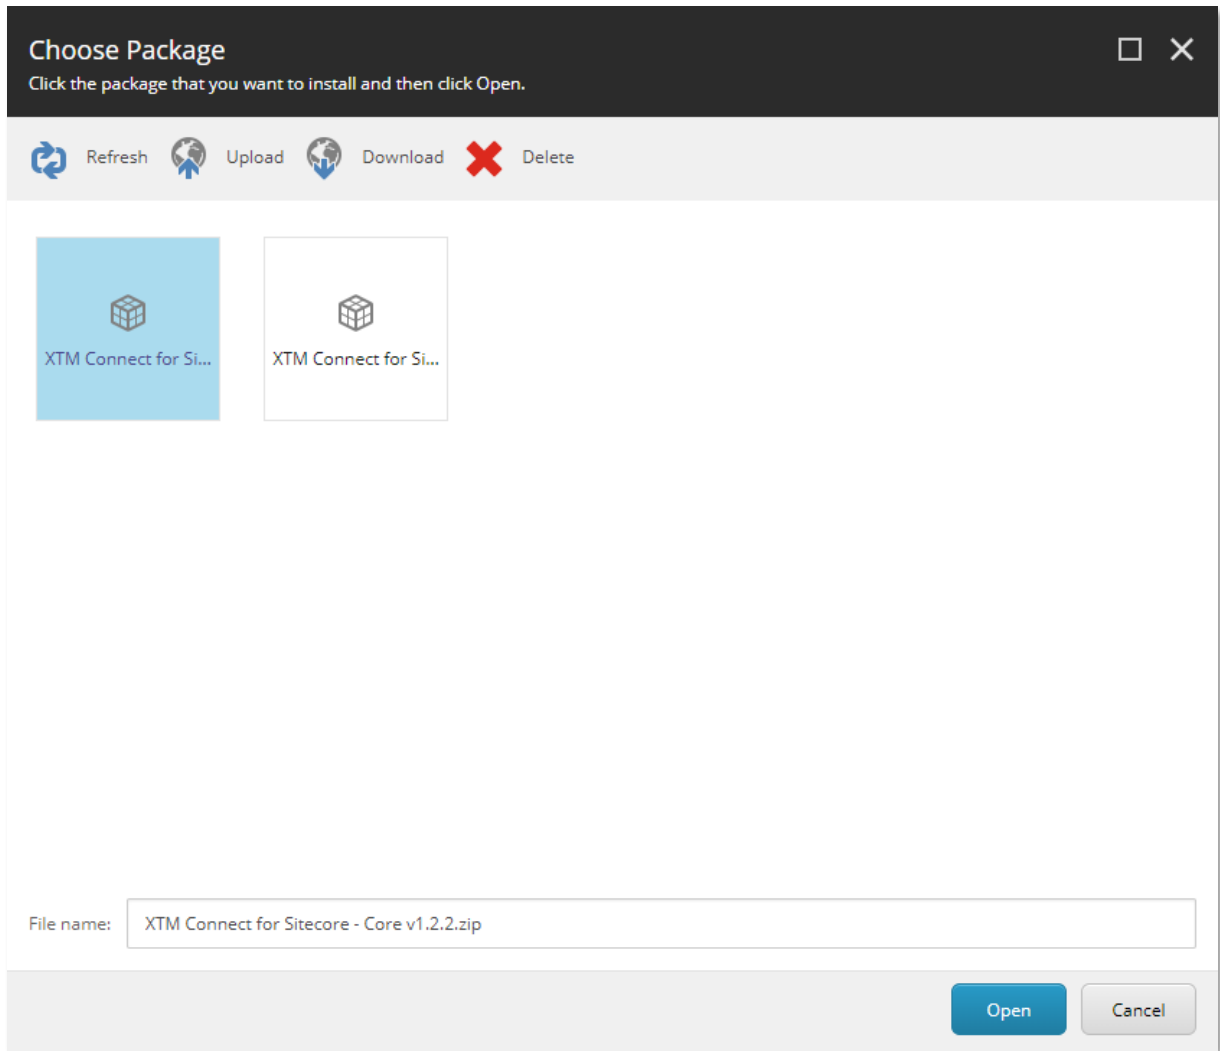 Choose Package
Click the package that you want to install and then click Open.
Refresh Upload Download Delete
XTM Connect for Si... XTM Connect for Si...
File name: XTM Connect for Sitecore - Core v1.2.2.zip
Open Cancel